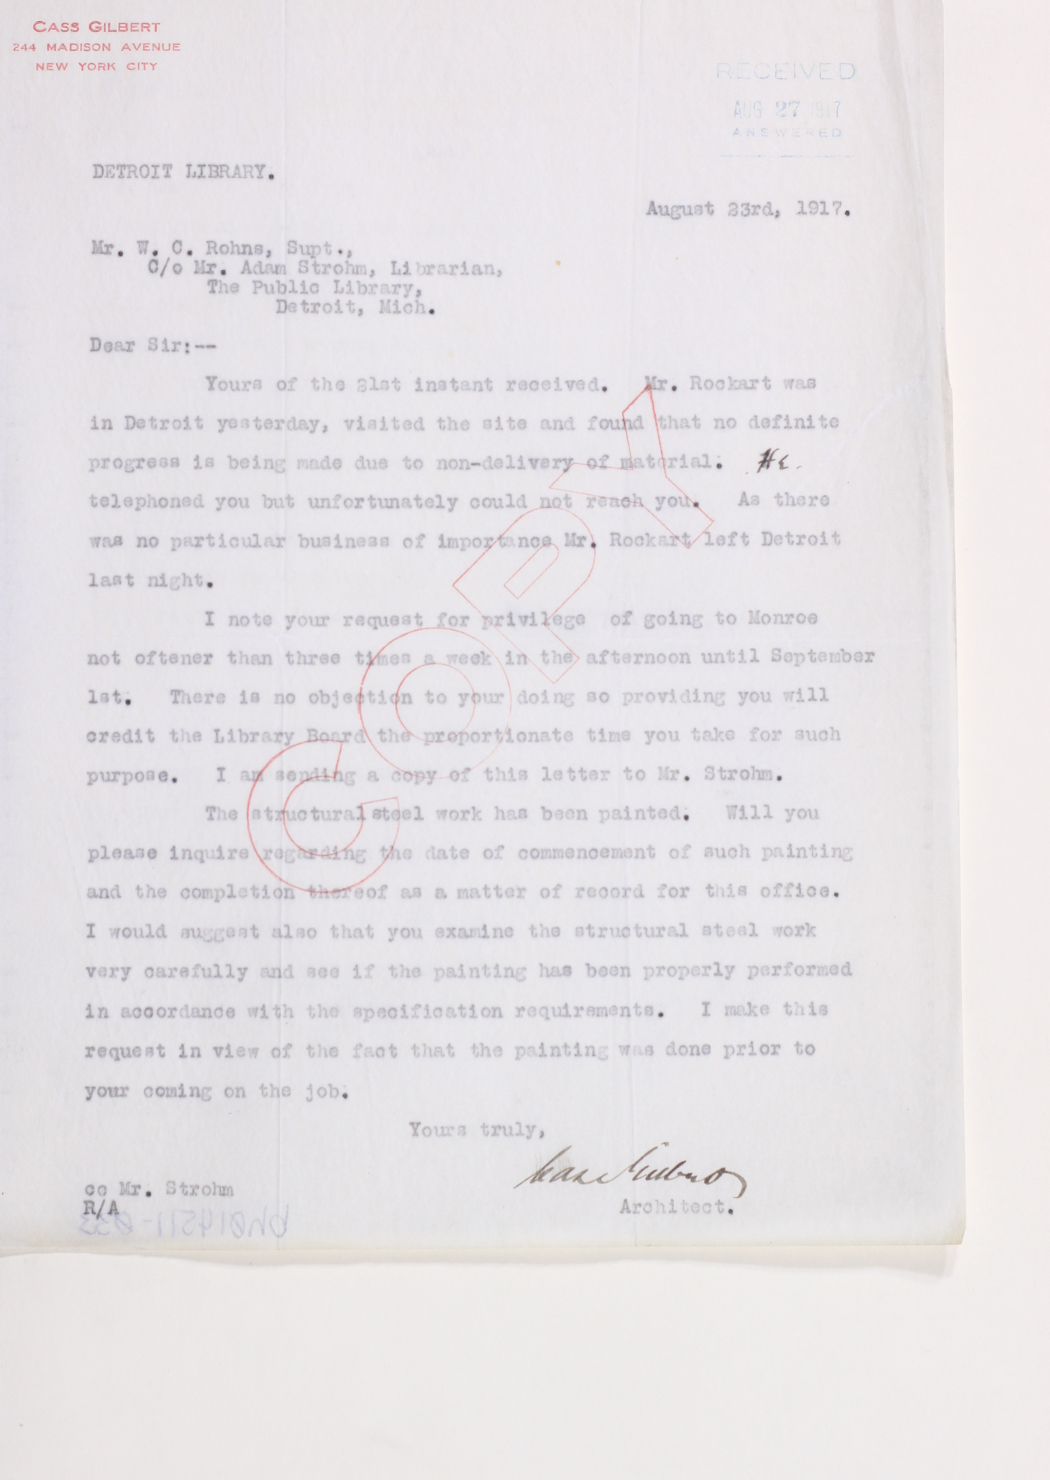 CASS GILBERT
244 MADISON AVENUE
NEW YORK CITY
RECEIVED
AUG 27 1917
ANSWERED
DETROIT LIBRARY.
August 23rd, 1917.
Mr. W. C. Rohns, Supt.,
C/o Mr. Adam Strohm, Librarian,
The Public Library,
Detroit, Mich.
Dear Sir:--
Yours of the 21st instant received. Mr. Rockart was
in Detroit yesterday, visited the site and found that no definite
progress is being made due to non-delivery of material. He
telephoned you but unfortunately could not reach you. As there
was no particular business of importance Mr. Rockart left Detroit
last night.
I note your request for privilege of going to Monroe
not oftener than three times a week in the afternoon until September
1st. There is no objection to your doing so providing you will
credit the Library Board the proportionate time you take for such
purpose. I am sending a copy of this letter to Mr. Strohm.
The structural steel work has been painted. Will you
please inquire regarding the date of commencement of such painting
and the completion thereof as a matter of record for this office.
I would suggest also that you examine the structural steel work
very carefully and see if the painting has been properly performed
in accordance with the specification requirements. I make this
request in view of the fact that the painting was done prior to
your coming on the job.
Yours truly,
Cass Gilbert
Architect.
cc Mr. Strohm
R/A
bh014511-033
COPY